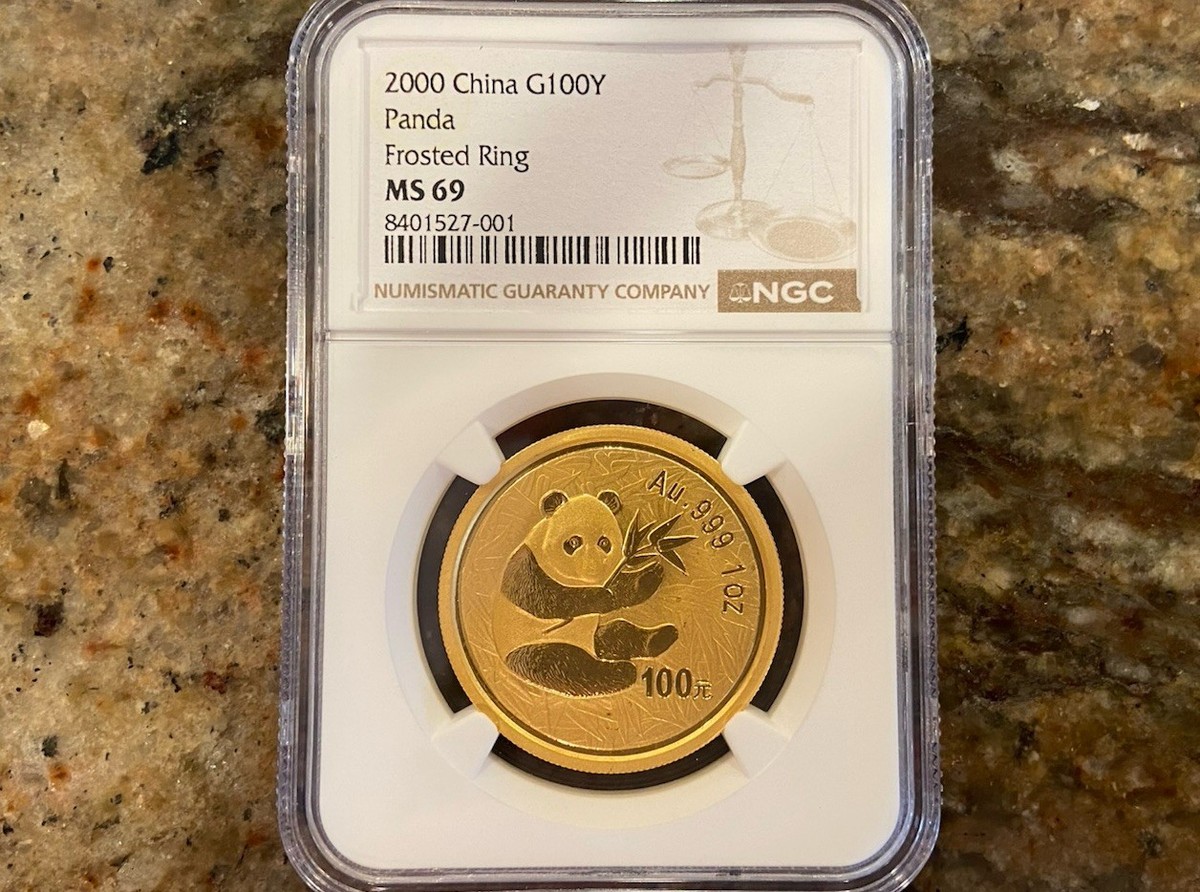 2000 China G100Y
Panda
Frosted Ring
MS 69
8401527-001
NUMISMATIC GUARANTY COMPANY
NGC
Au.999 1oz
100元